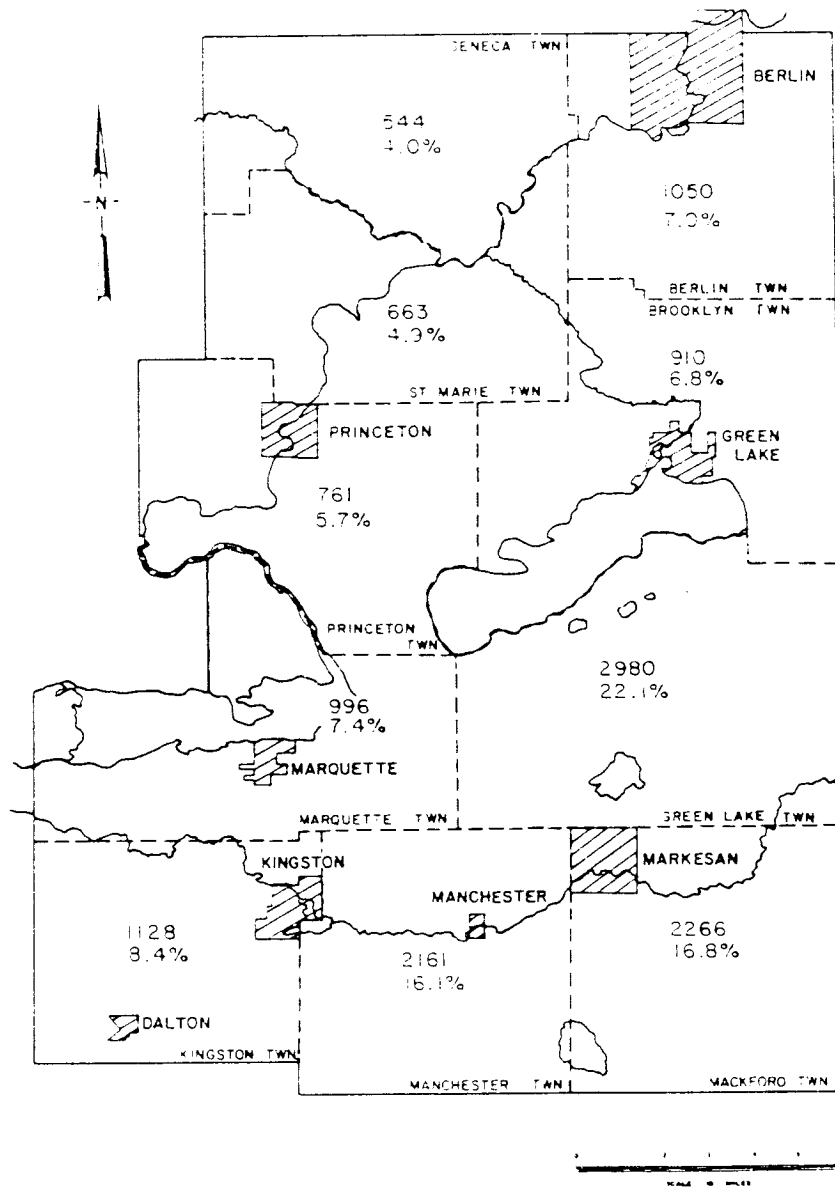 SENECA TWN
BERLIN
544
4.0%
N
1050
7.0%
BERLIN TWN
BROOKLYN TWN
663
4.9%
910
6.8%
ST MARIE TWN
PRINCETON
GREEN
LAKE
761
5.7%
PRINCETON
TWN
2980
22.1%
996
7.4%
MARQUETTE
MARQUETTE TWN
GREEN LAKE TWN
KINGSTON
MARKESAN
MANCHESTER
1128
8.4%
2161
16.1%
2266
16.8%
DALTON
KINGSTON TWN
MANCHESTER TWN
MACKFORD TWN